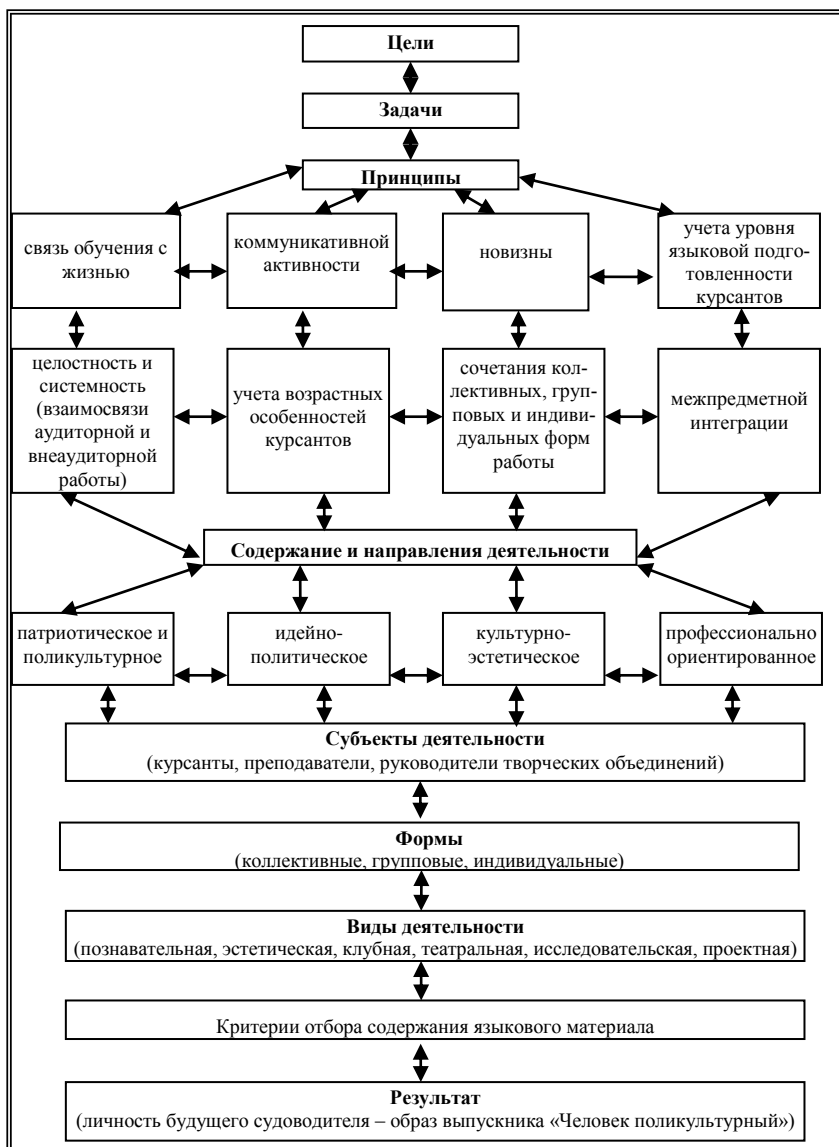 Цели
Задачи
Принципы
связь обучения с
жизнью
коммуникативной
активности
новизны
учета уровня
языковой подго-
товленности
курсантов
целостность и
системность
(взаимосвязи
аудиторной и
внеаудиторной
работы)
учета возрастных
особенностей
курсантов
сочетания кол-
лективных, груп-
повых и индиви-
дуальных форм
работы
межпредметной
интеграции
Содержание и направления деятельности
патриотическое и
поликультурное
идейно-
политическое
культурно-
эстетическое
профессионально
ориентированное
Субъекты деятельности
(курсанты, преподаватели, руководители творческих объединений)
Формы
(коллективные, групповые, индивидуальные)
Виды деятельности
(познавательная, эстетическая, клубная, театральная, исследовательская, проектная)
Критерии отбора содержания языкового материала
Результат
(личность будущего судоводителя – образ выпускника «Человек поликультурный»)